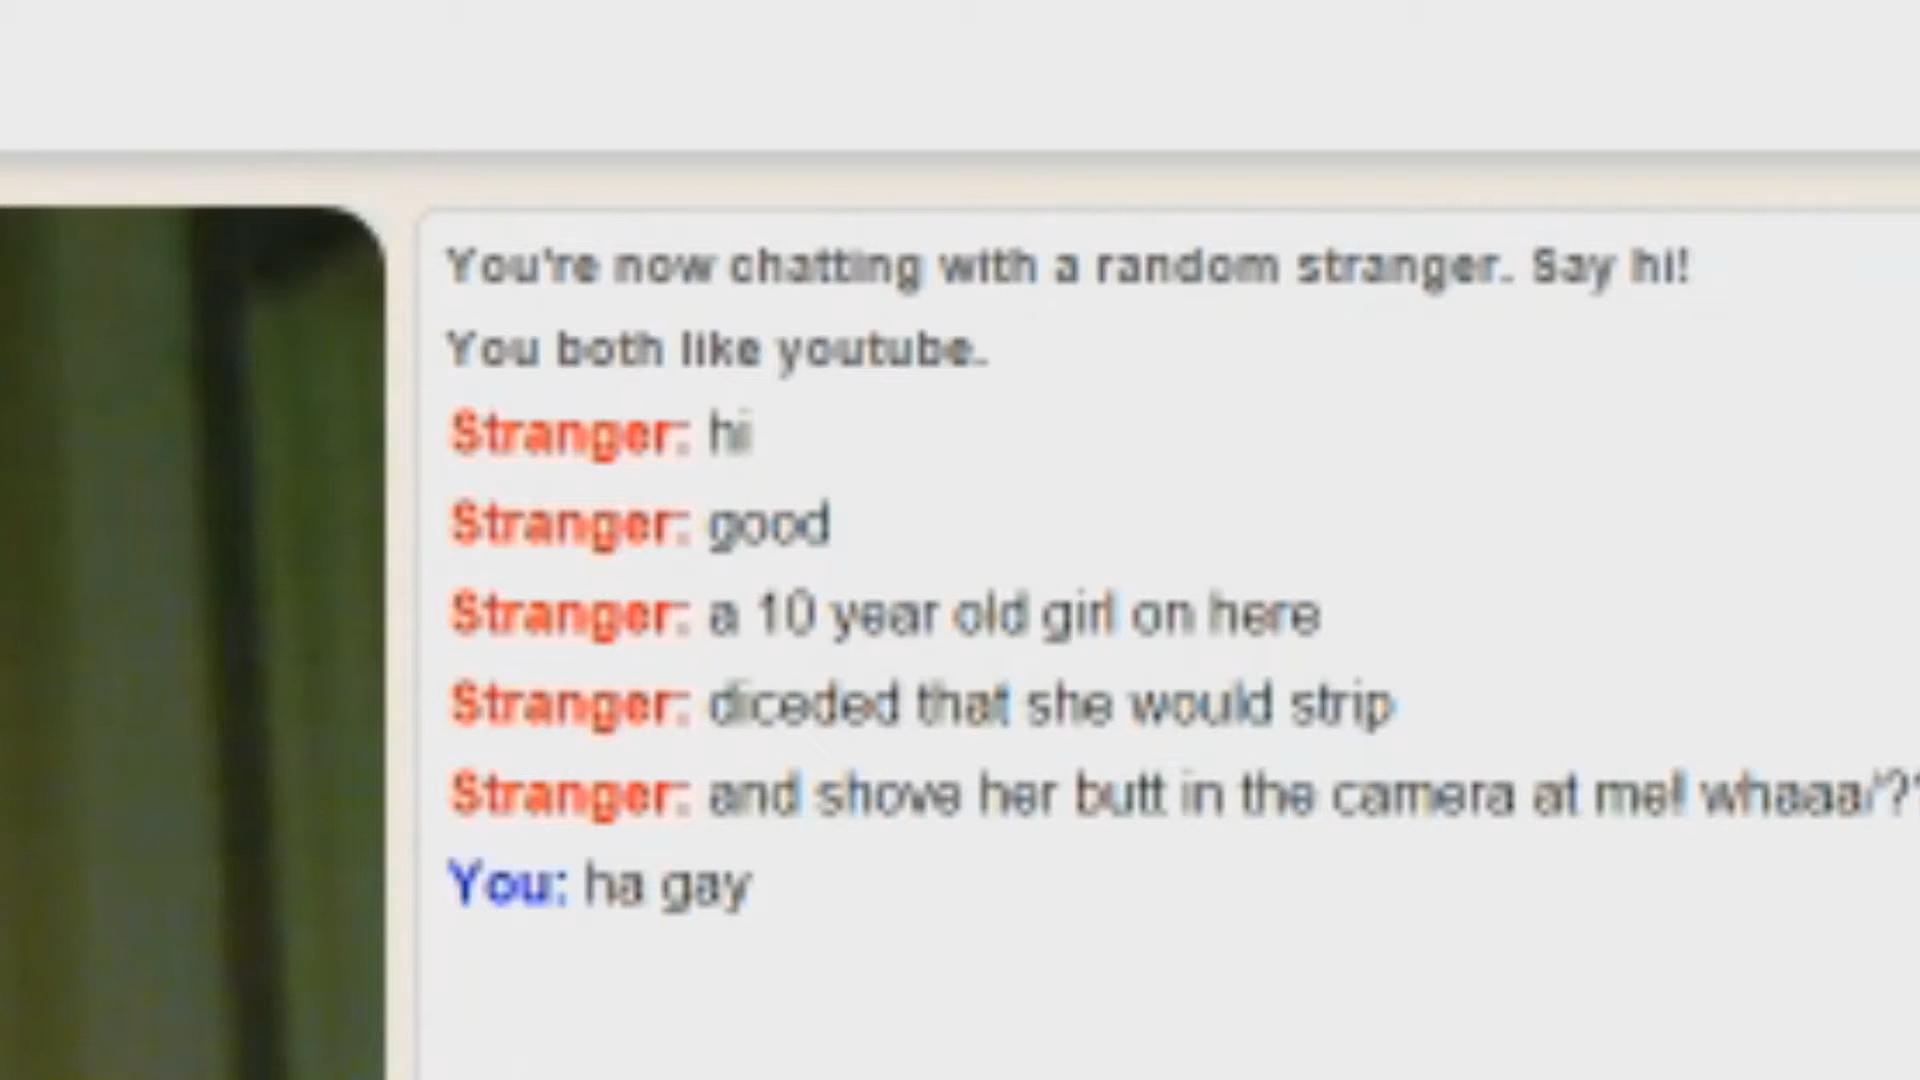 You're now chatting with a random stranger. Say hi!
You both like youtube.
Stranger: hi
Stranger: good
Stranger: a 10 year old girl on here
Stranger: diceded that she would strip
Stranger: and shove her butt in the camera at me!
You: ha gay